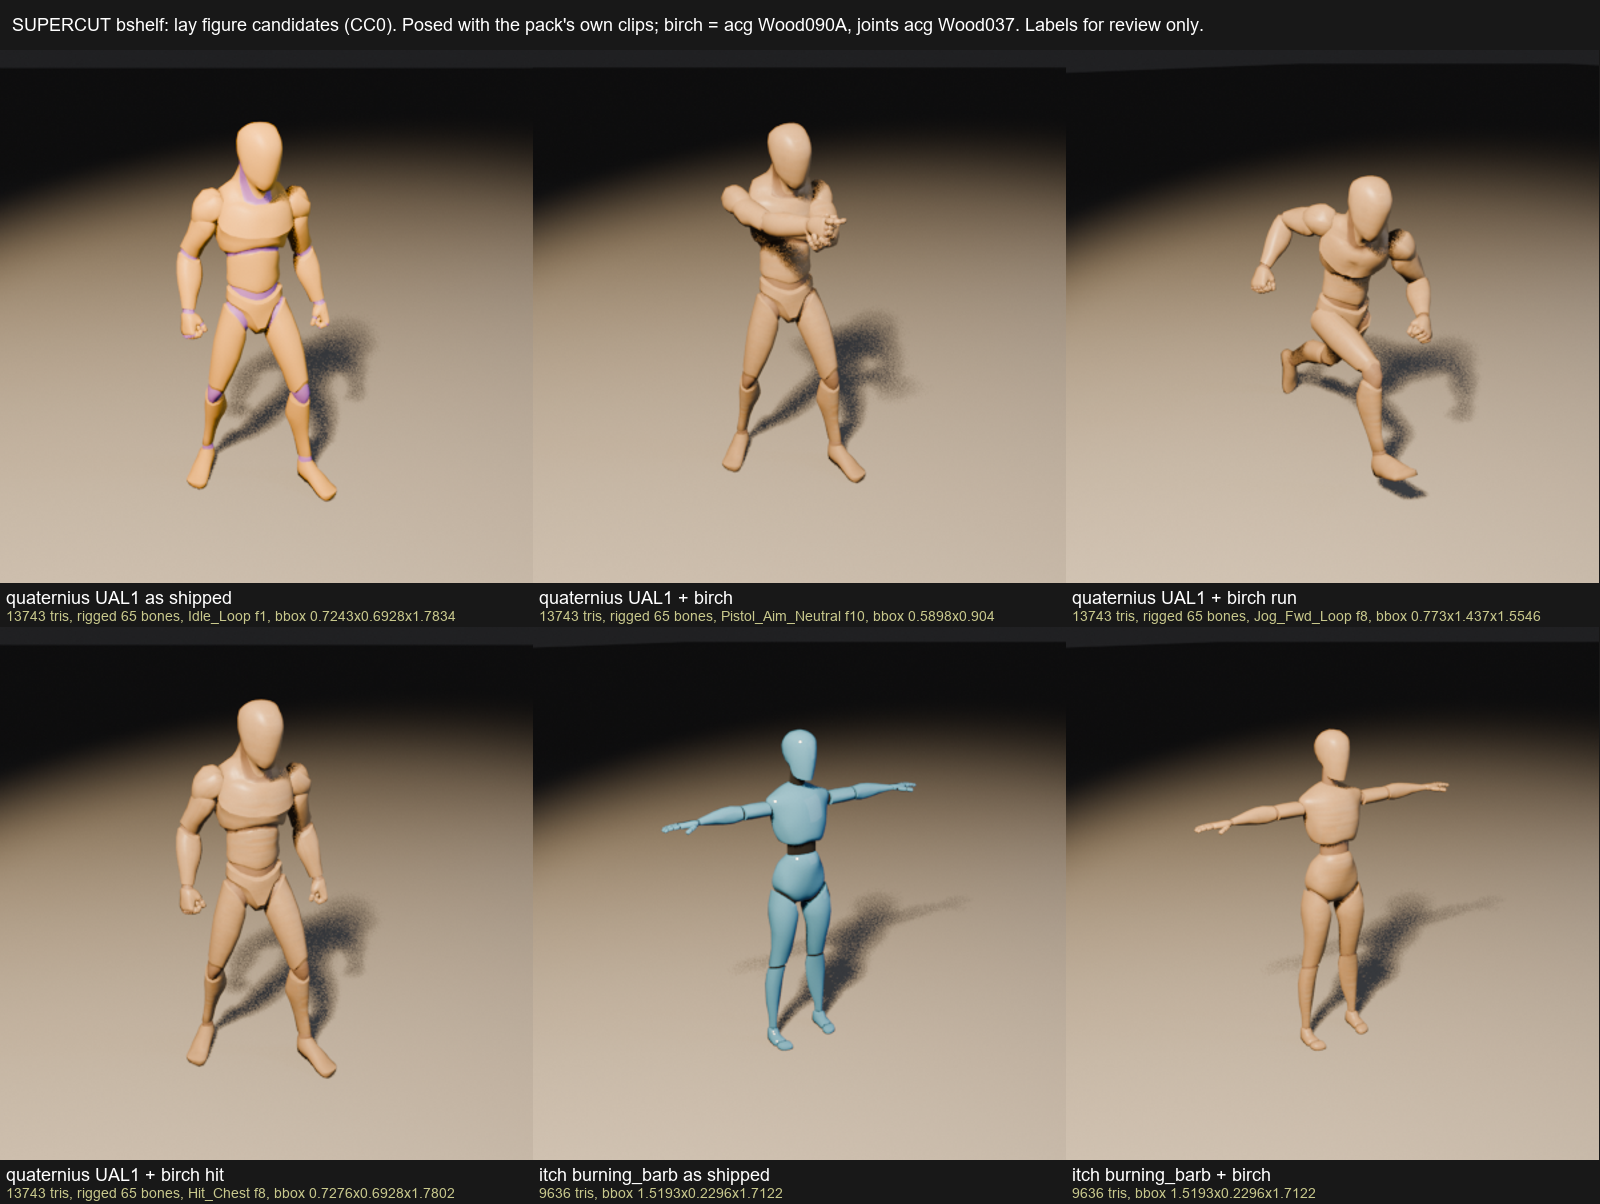 SUPERCUT bshelf: lay figure candidates (CC0). Posed with the pack's own clips; birch = acg Wood090A, joints acg Wood037. Labels for review only.
quaternius UAL1 as shipped
13743 tris, rigged 65 bones, Idle_Loop f1, bbox 0.7243x0.6928x1.7834
quaternius UAL1 + birch
13743 tris, rigged 65 bones, Pistol_Aim_Neutral f10, bbox 0.5898x0.904
quaternius UAL1 + birch run
13743 tris, rigged 65 bones, Jog_Fwd_Loop f8, bbox 0.773x1.437x1.5546
quaternius UAL1 + birch hit
13743 tris, rigged 65 bones, Hit_Chest f8, bbox 0.7276x0.6928x1.7802
itch burning_barb as shipped
9636 tris, bbox 1.5193x0.2296x1.7122
itch burning_barb + birch
9636 tris, bbox 1.5193x0.2296x1.7122